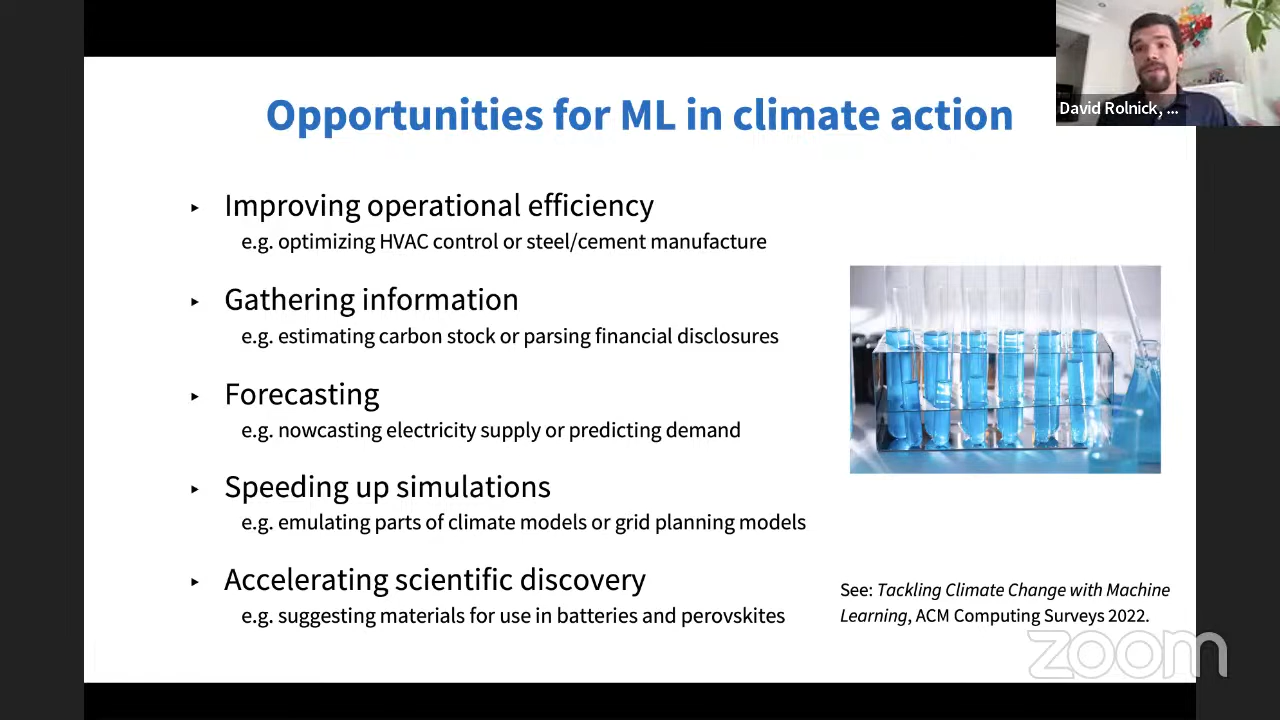 Opportunities for ML in climate action
David Rolnick, ...
▸ Improving operational efficiency
e.g. optimizing HVAC control or steel/cement manufacture
▸ Gathering information
e.g. estimating carbon stock or parsing financial disclosures
▸ Forecasting
e.g. nowcasting electricity supply or predicting demand
▸ Speeding up simulations
e.g. emulating parts of climate models or grid planning models
▸ Accelerating scientific discovery
e.g. suggesting materials for use in batteries and perovskites
See: Tackling Climate Change with Machine
Learning, ACM Computing Surveys 2022.
zoom